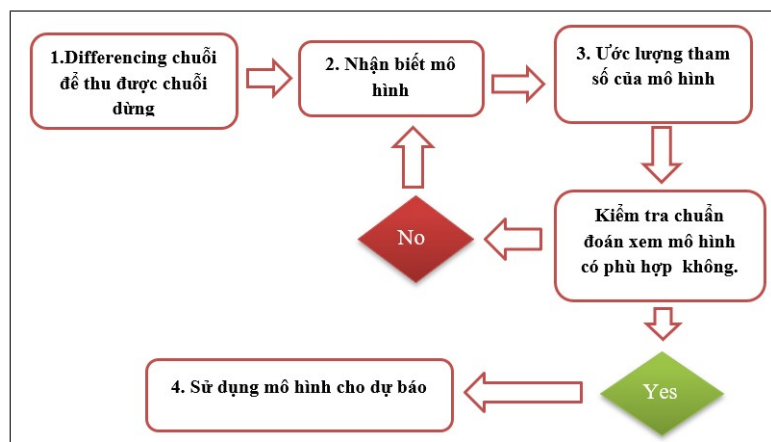 1.Differencing chuỗi
để thu được chuỗi
dừng
2. Nhận biết mô
hình
3. Ước lượng tham
số của mô hình
Kiểm tra chuẩn
đoán xem mô hình
có phù hợp không.
No
Yes
4. Sử dụng mô hình cho dự báo